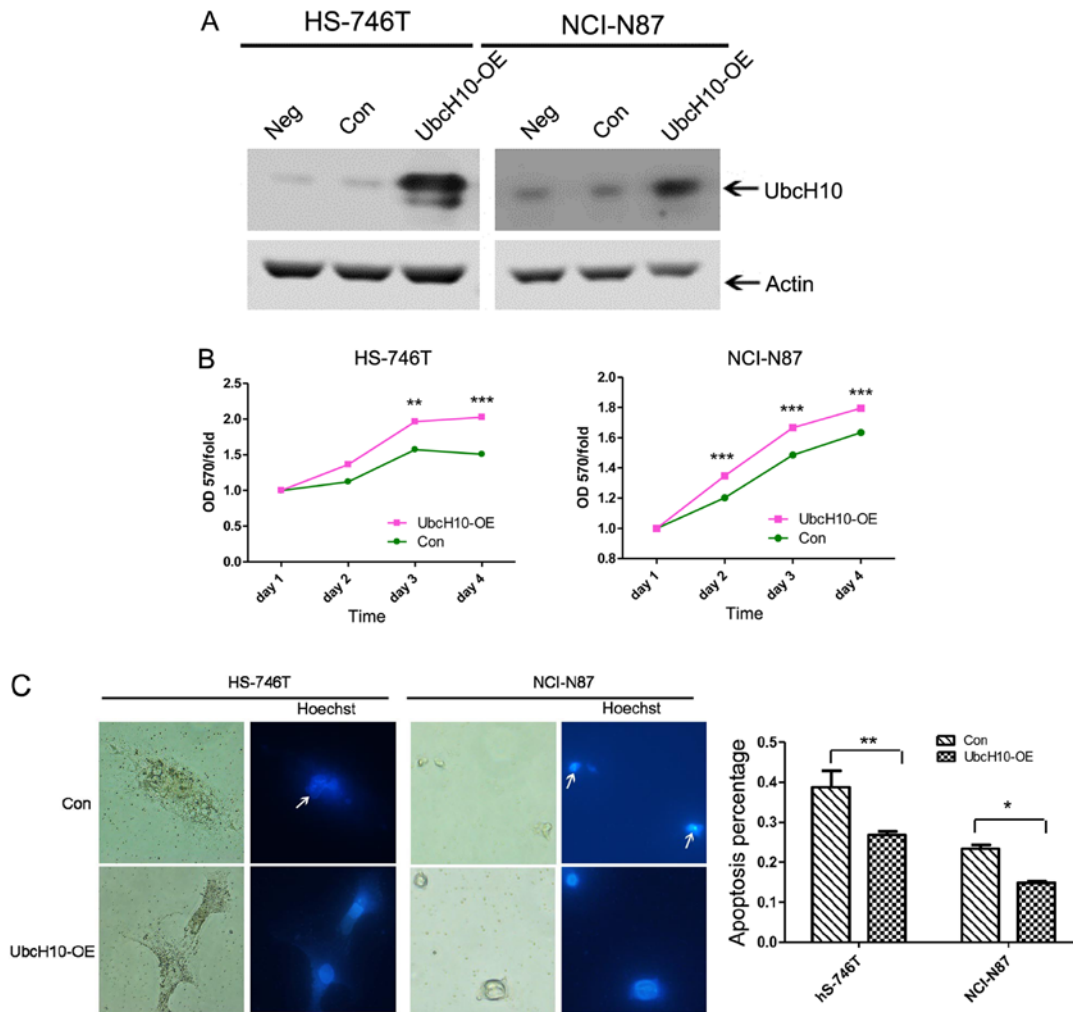 A
HS-746T
NCI-N87
Neg
Con
UbcH10-OE
Neg
Con
UbcH10-OE
UbcH10
Actin
B
HS-746T
OD 570/fold
2.5
2.0
1.5
1.0
0.5
0.0
** ***
UbcH10-OE
Con
day 1 day 2 day 3 day 4
Time
NCI-N87
OD 570/fold
2.0
1.8
1.6
1.4
1.2
1.0
0.8
*** *** ***
UbcH10-OE
Con
day 1 day 2 day 3 day 4
Time
C
HS-746T
NCI-N87
Hoechst
Hoechst
Con
UbcH10-OE
Apoptosis percentage
0.5
0.4
0.3
0.2
0.1
0.0
**
*
Con
UbcH10-OE
hS-746T
NCI-N87